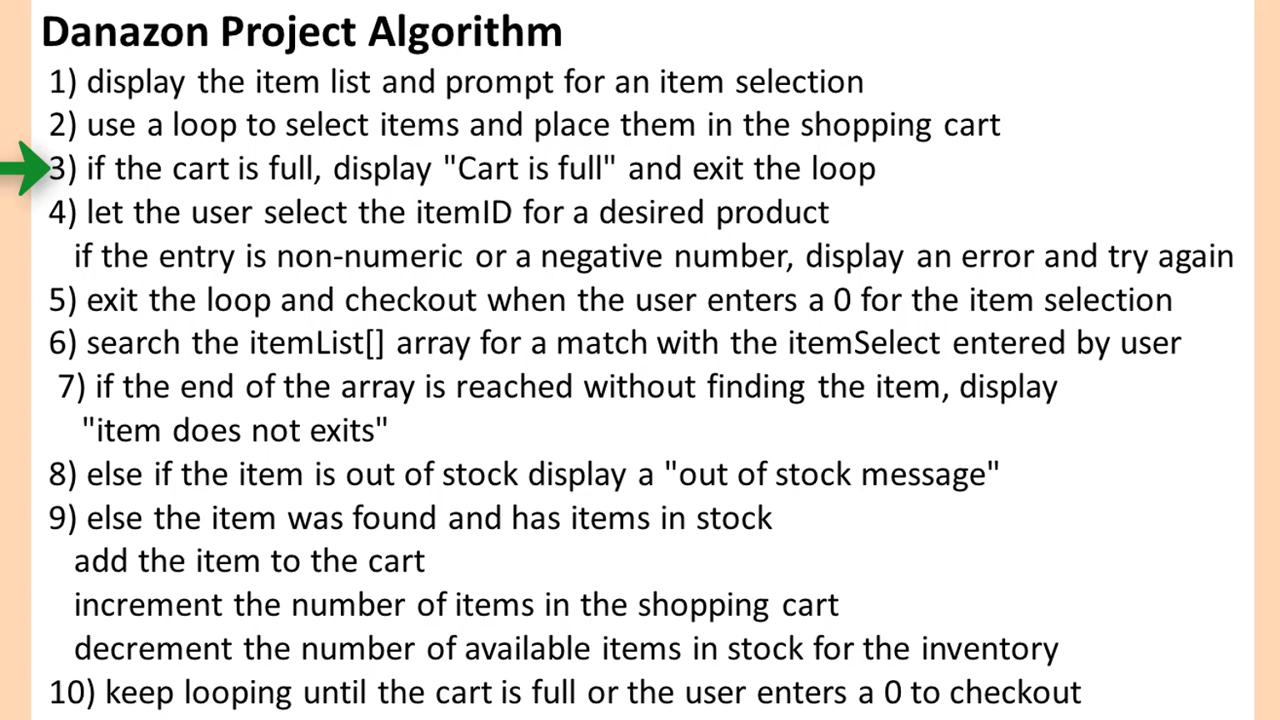 Danazon Project Algorithm
1) display the item list and prompt for an item selection
2) use a loop to select items and place them in the shopping cart
3) if the cart is full, display "Cart is full" and exit the loop
4) let the user select the itemID for a desired product
if the entry is non-numeric or a negative number, display an error and try again
5) exit the loop and checkout when the user enters a 0 for the item selection
6) search the itemList[] array for a match with the itemSelect entered by user
7) if the end of the array is reached without finding the item, display
"item does not exits"
8) else if the item is out of stock display a "out of stock message"
9) else the item was found and has items in stock
add the item to the cart
increment the number of items in the shopping cart
decrement the number of available items in stock for the inventory
10) keep looping until the cart is full or the user enters a 0 to checkout